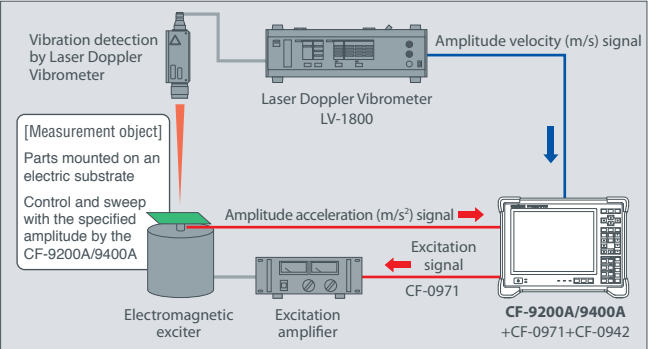 Vibration detection
by Laser Doppler
Vibrometer
Amplitude velocity (m/s) signal
Laser Doppler Vibrometer
LV-1800
[Measurement object]
Parts mounted on an
electric substrate
Control and sweep
with the specified
amplitude by the
CF-9200A/9400A
Amplitude acceleration (m/s²) signal
Excitation
signal
CF-0971
Electromagnetic
exciter
Excitation
amplifier
CF-9200A/9400A
+CF-0971+CF-0942